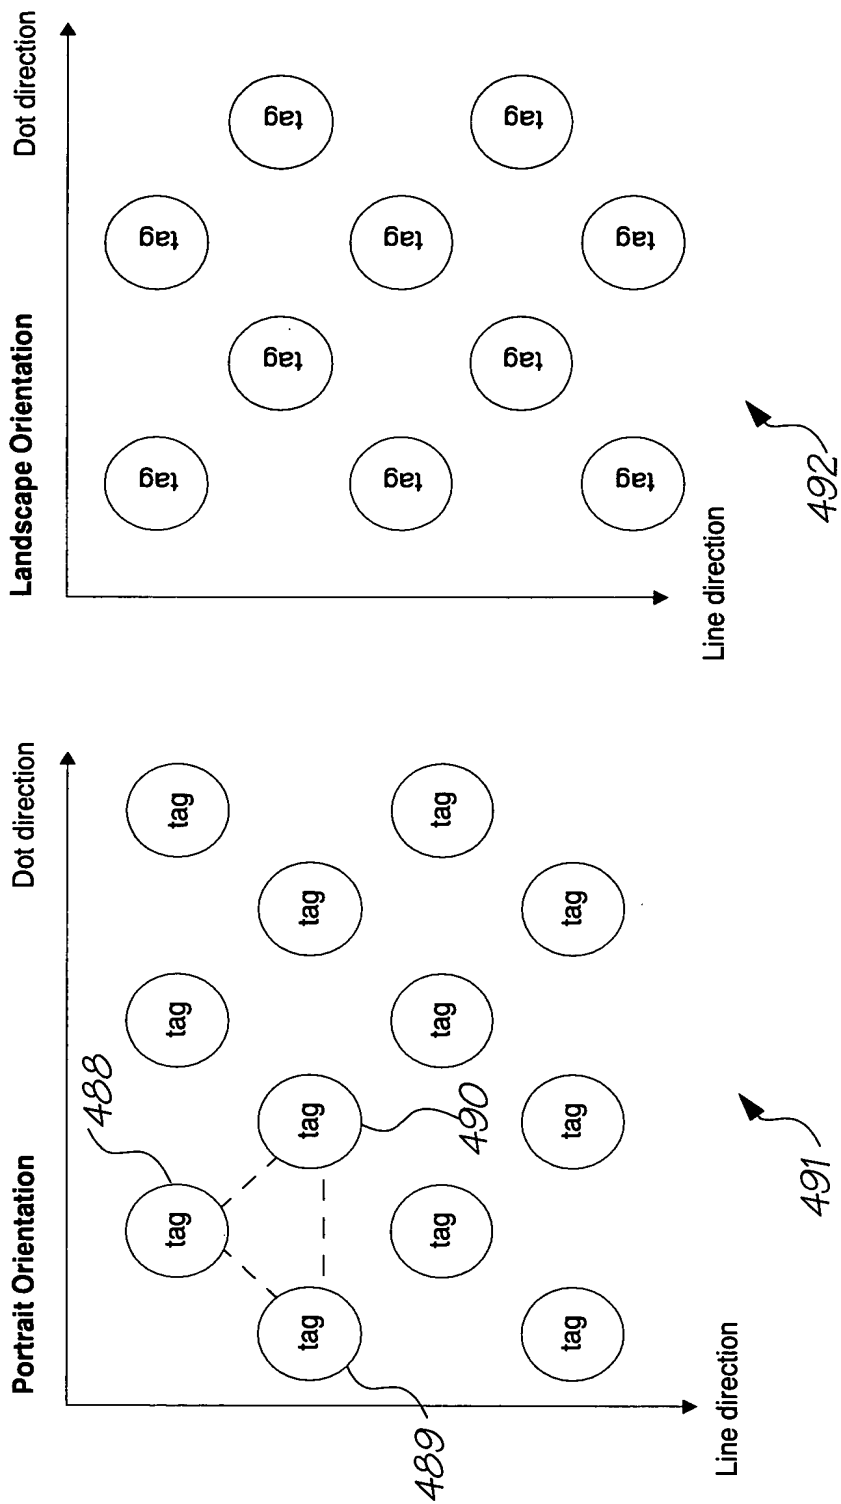 Portrait Orientation
Dot direction
488
tag
tag
tag
tag
tag
tag
489
490
tag
tag
tag
tag
tag
tag
Line direction
491
Landscape Orientation
Dot direction
tag
tag
tag
tag
tag
tag
tag
tag
tag
tag
Line direction
492